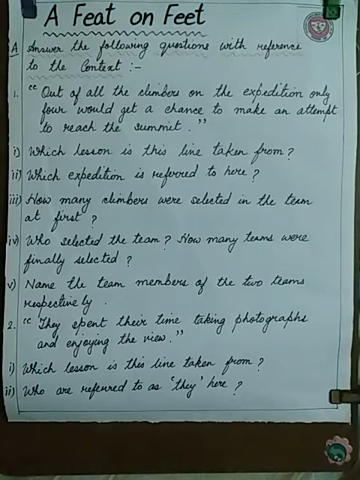 A Feat on Feet
A Answer the following questions with reference
to the Context :-
1. "Out of all the climbers on the expedition only
four would get a chance to make an attempt
to reach the summit."
i) Which lesson is this line taken from?
ii) Which expedition is referred to here?
iii) How many climbers were selected in the team
at first?
iv) Who selected the team? How many teams were
finally selected?
v) Name the team members of the two teams
respectively.
2. "They spent their time taking photographs
and enjoying the view."
i) Which lesson is this line taken from?
ii) Who are referred to as 'they' here?